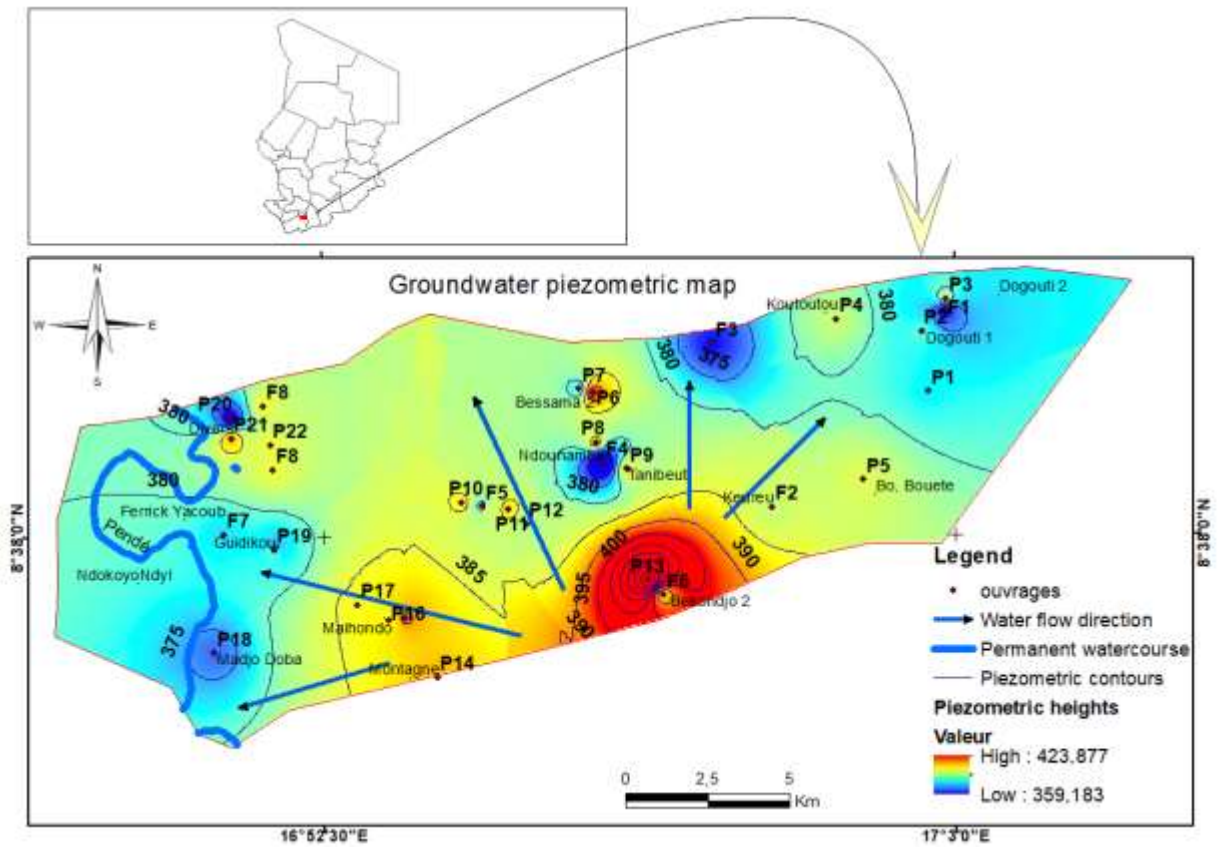 Groundwater piezometric map
N
W E
S
P3
Dogouti 2
F1
Koutoutou
P4
380
P2
Dogouti 1
F3
380
375
P1
P7
Bessama 2
P6
F8
P20
380
P21
P22
P8
F4
P9
Tanibeut
380
F8
P5
Bo. Bouete
380
P10
F5
P12
P11
F2
Ferrick Yacoub
F7
Pendé
Guidikou
P19
400
390
385
395
P13
F6
Besondjo 2
NdokoyoNdyl
P17
P16
Maihondo
390
375
P18
Madjo Doba
Montagne
P14
8°38'0"N
8°38'0"N
Legend
ouvrages
Water flow direction
Permanent watercourse
Piezometric contours
Piezometric heights
Valeur
High : 423,877
Low : 359,183
0 2,5 5
Km
16°52'30"E
17°3'0"E